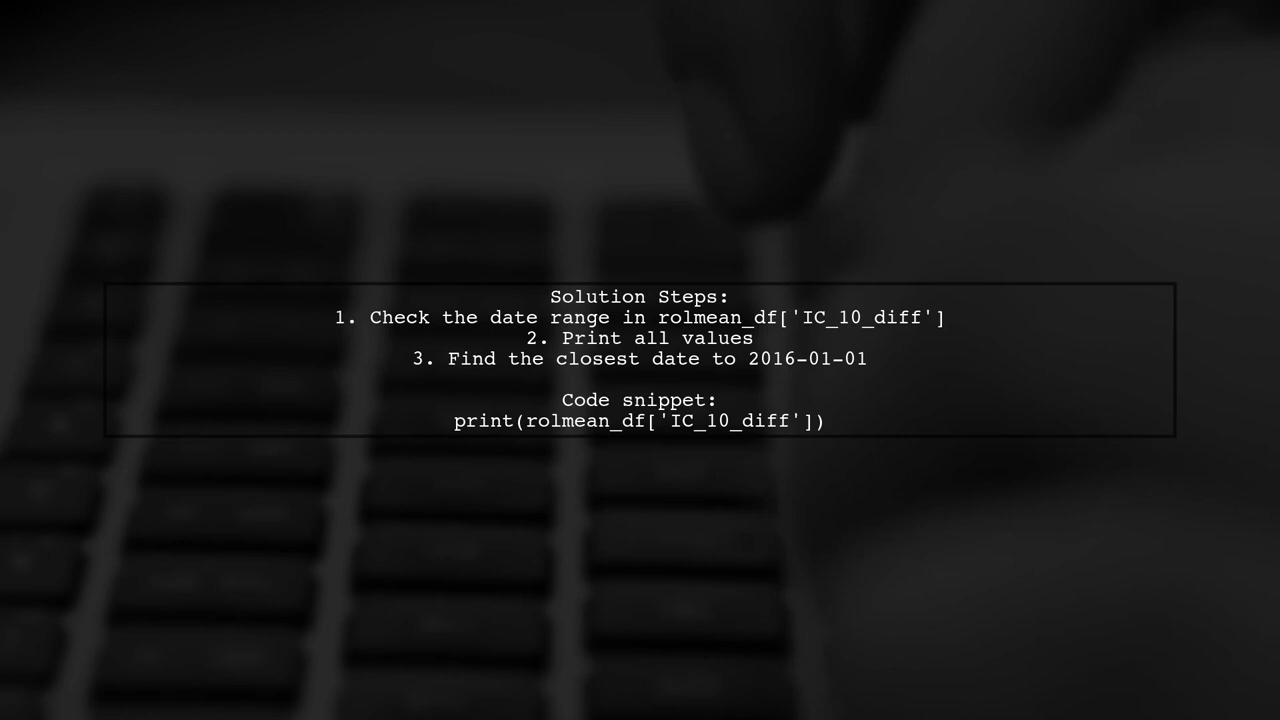 Solution Steps:
1. Check the date range in rolmean_df['IC_10_diff']
2. Print all values
3. Find the closest date to 2016-01-01
Code snippet:
print(rolmean_df['IC_10_diff'])